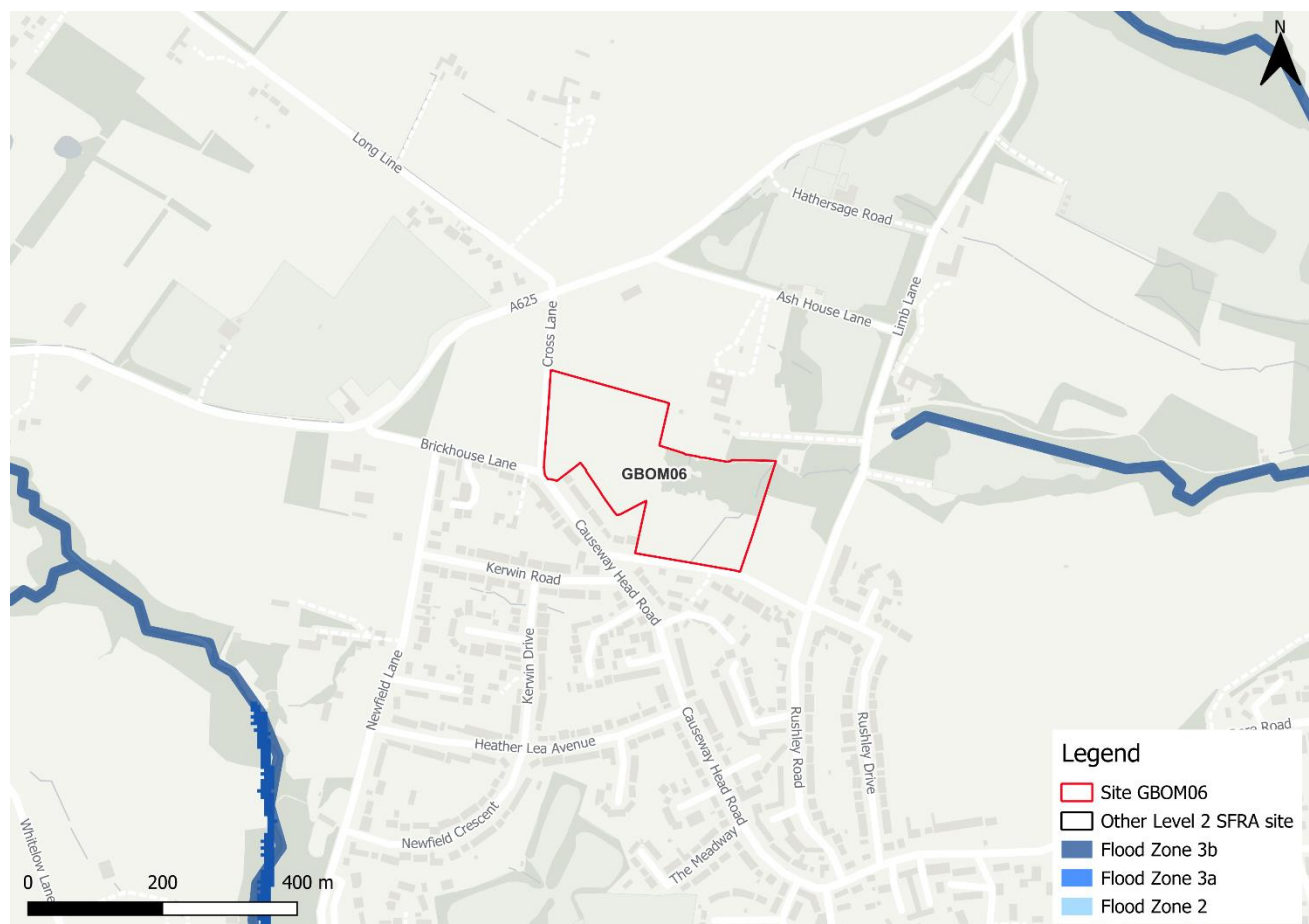 N
Long Line
Hathersage Road
A625
Cross Lane
Ash House Lane
Limb Lane
Brickhouse Lane
GBOM06
Causeway Head Road
Kerwin Road
Kerwin Drive
Newfield Lane
Heather Lea Avenue
Causeway Head Road
Rushley Road
Rushley Drive
Newfield Crescent
The Meadway
Whitelow Lane
Road
0 200 400 m
Legend
Site GBOM06
Other Level 2 SFRA site
Flood Zone 3b
Flood Zone 3a
Flood Zone 2